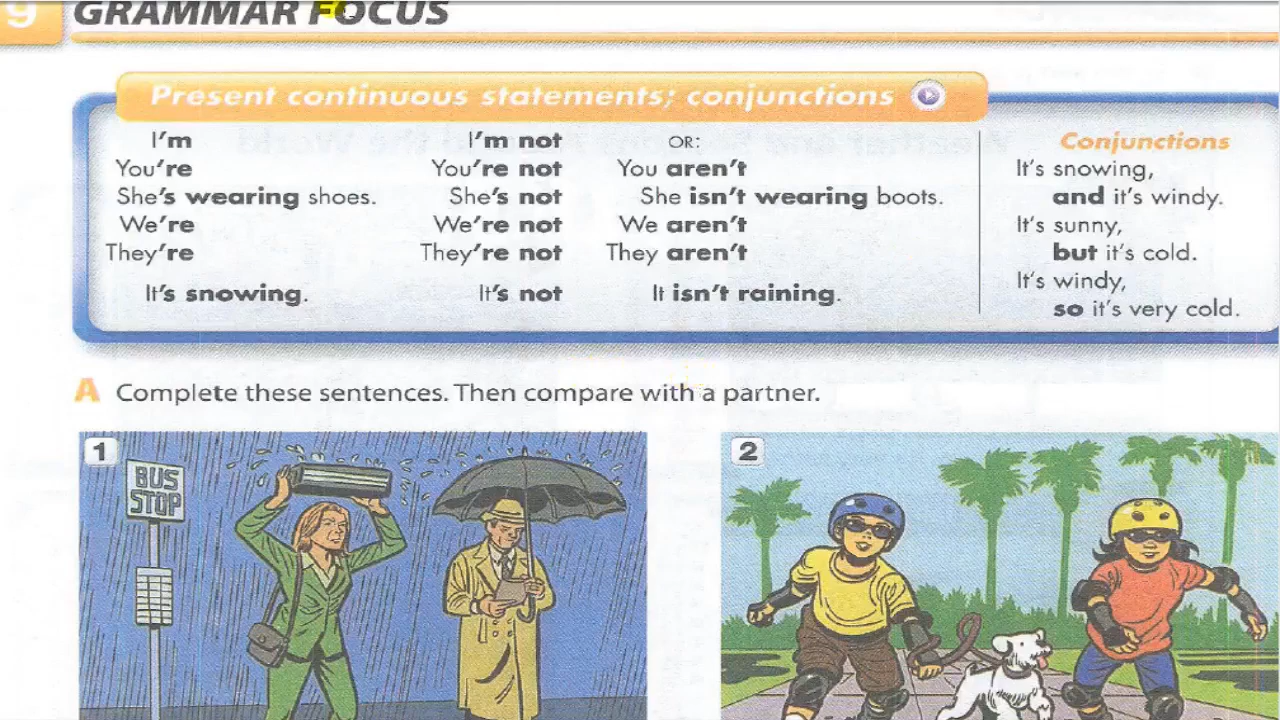 9 GRAMMAR FOCUS
Present continuous statements; conjunctions
I'm I'm not OR: Conjunctions
You're You're not You aren't It's snowing,
She's wearing shoes. She's not She isn't wearing boots. and it's windy.
We're We're not We aren't It's sunny,
They're They're not They aren't but it's cold.
It's windy,
It's snowing. It's not It isn't raining.
so it's very cold.
A Complete these sentences. Then compare with a partner.
1
2
BUS
STOP